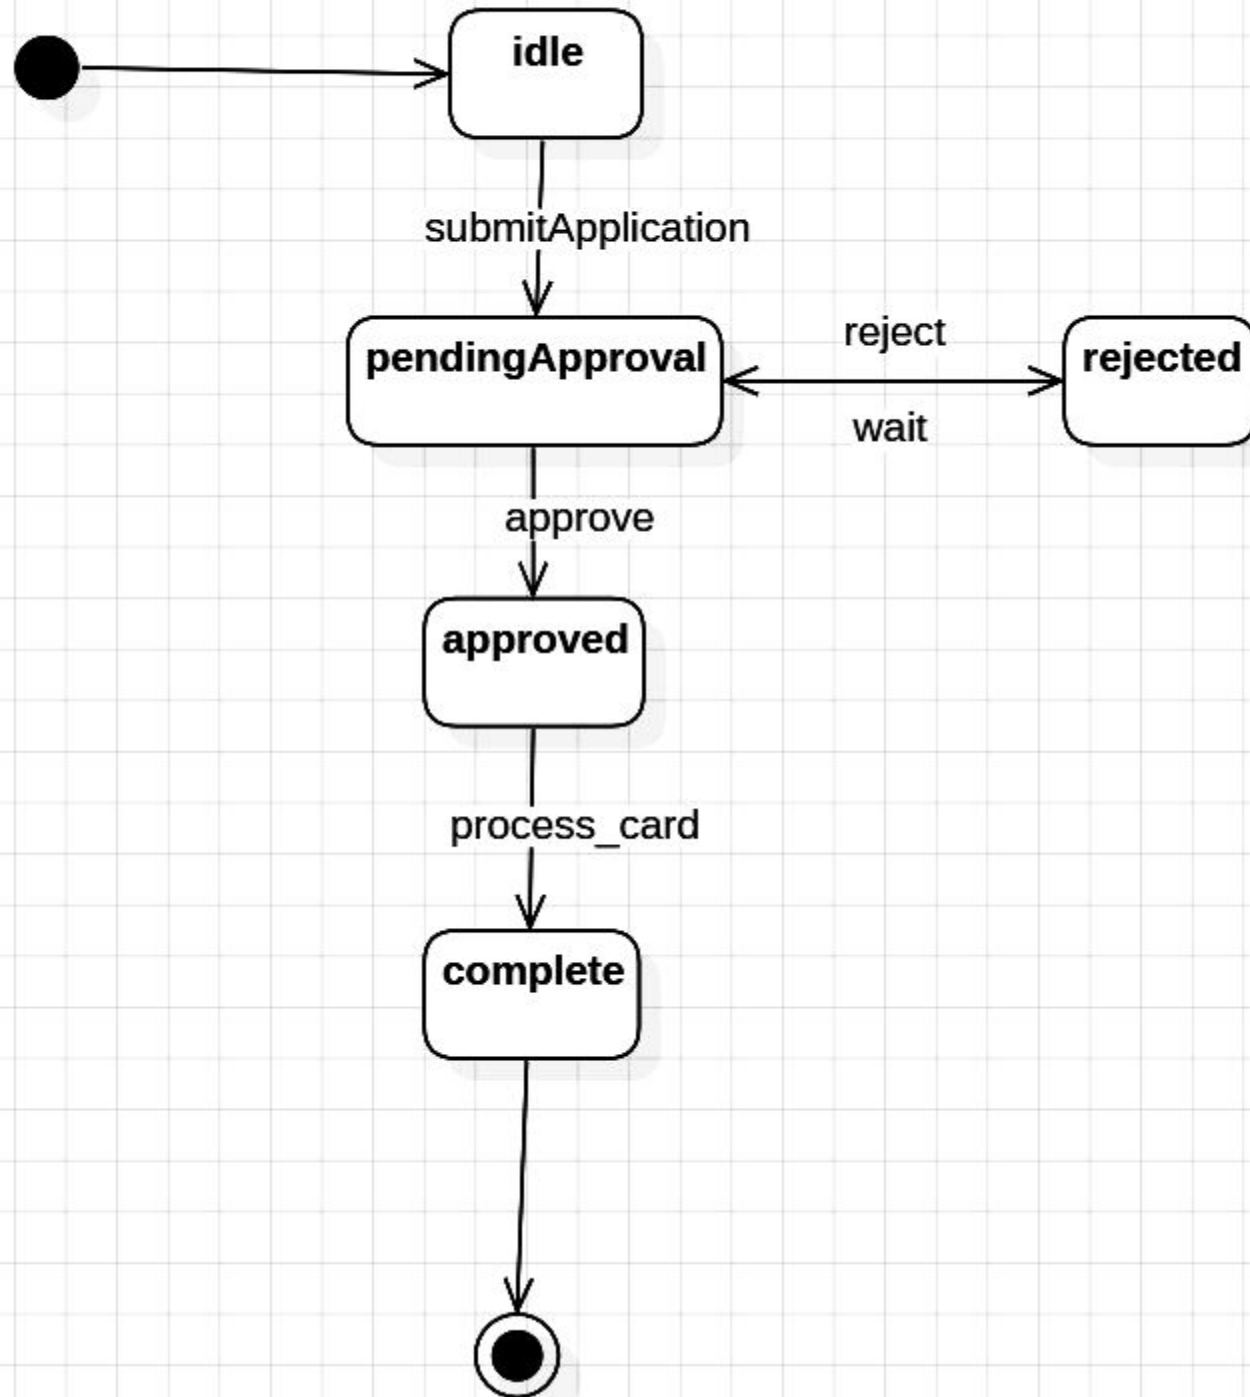 idle
submitApplication
pendingApproval
reject
rejected
wait
approve
approved
process_card
complete